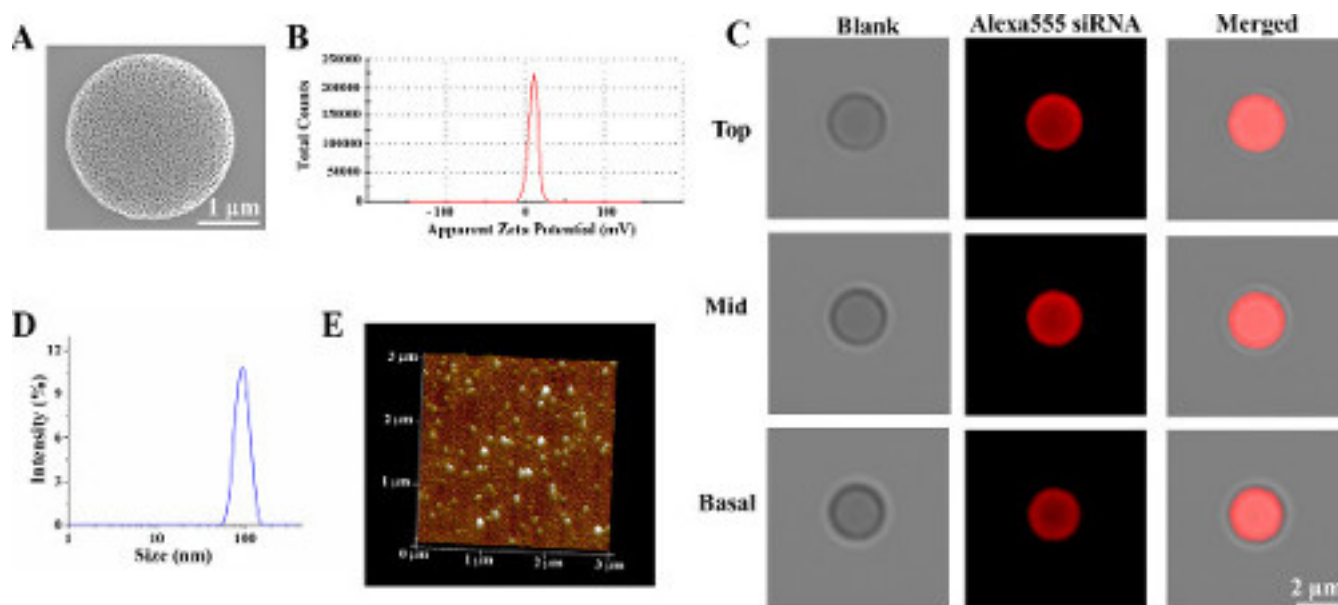 A
1 μm
B
Total Counts
250000
200000
150000
100000
50000
0
-100 0 100
Apparent Zeta Potential (mV)
C
Blank Alexa555 siRNA Merged
Top
Mid
Basal
2 μm
D
Intensity (%)
12
9
6
3
0
1 10 100
Size (nm)
E
3 μm
2 μm
1 μm
0 μm 1 μm 2 μm 3 μm